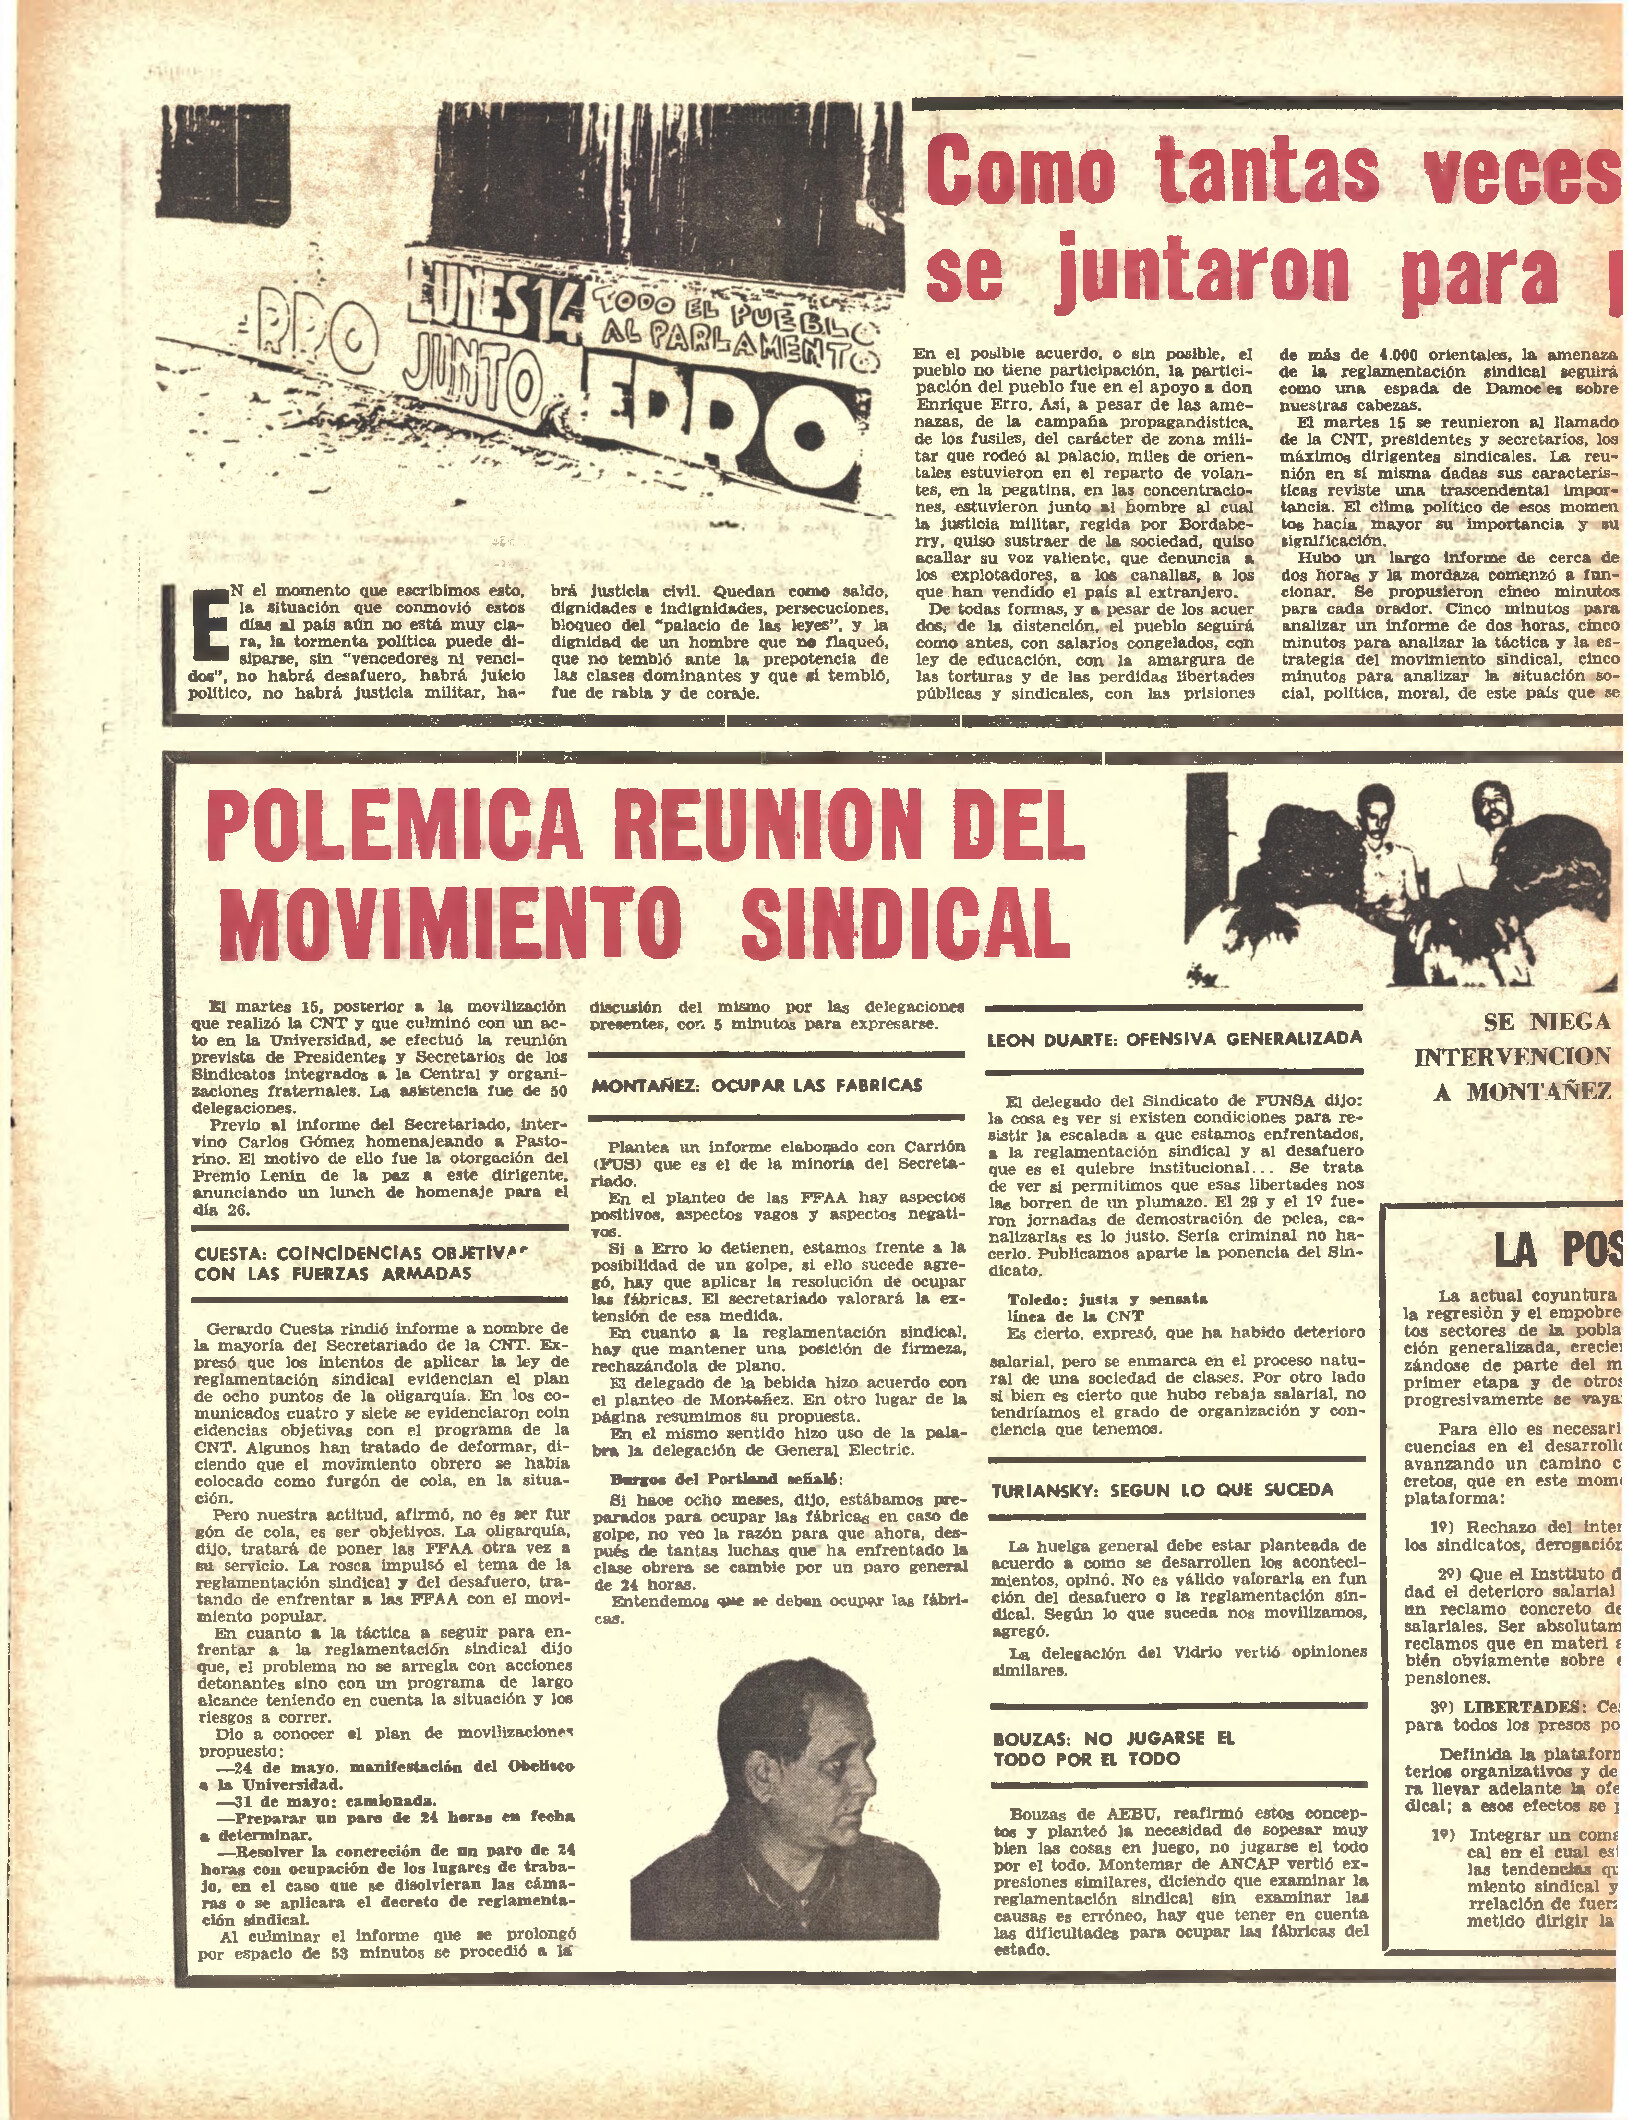 RRO
LUNES 14
TODO EL PUEBLO
AL PARLAMENTO
JUNTO
ERRO
Como tantas veces
se juntaron para
EN el momento que escribimos esto,
la situación que conmovió estos
días al país aún no está muy cla-
ra, la tormenta política puede di-
siparse, sin "vencedores ni venci-
dos", no habrá desafuero, habrá juicio
político, no habrá justicia militar, ha-
brá justicia civil. Quedan como saldo,
dignidades e indignidades, persecuciones,
bloqueo del "palacio de las leyes", y la
dignidad de un hombre que no flaqueó,
que no tembló ante la prepotencia de
las clases dominantes y que si tembló,
fue de rabia y de coraje.
En el posible acuerdo, o sin posible, el
pueblo no tiene participación, la partici-
pación del pueblo fue en el apoyo a don
Enrique Erro. Así, a pesar de las ame-
nazas, de la campaña propagandística,
de los fusiles, del carácter de zona mili-
tar que rodeó al palacio, miles de orien-
tales estuvieron en el reparto de volan-
tes, en la pegatina, en las concentracio-
nes, estuvieron junto al hombre al cual
la justicia militar, regida por Bordabe-
rry, quiso sustraer de la sociedad, quiso
acallar su voz valiente, que denuncia a
los explotadores, a los canallas, a los
que han vendido el país al extranjero.
De todas formas, y a pesar de los acuer
dos, de la distención, el pueblo seguirá
como antes, con salarios congelados, con
ley de educación, con la amargura de
las torturas y de las perdidas libertades
públicas y sindicales, con las prisiones
de más de 4.000 orientales, la amenaza
de la reglamentación sindical seguirá
como una espada de Damoc'es sobre
nuestras cabezas.
El martes 15 se reunieron al llamado
de la CNT, presidentes y secretarios, los
máximos dirigentes sindicales. La reu-
nión en sí misma dadas sus caracterís-
ticas reviste una trascendental impor-
tancia. El clima político de esos momen
tos hacía mayor su importancia y su
significación.
Hubo un largo informe de cerca de
dos horas y la mordaza comenzó a fun-
cionar. Se propusieron cinco minutos
para cada orador. Cinco minutos para
analizar un informe de dos horas, cinco
minutos para analizar la táctica y la es-
trategia del movimiento sindical, cinco
minutos para analizar la situación so-
cial, política, moral, de este país que se
POLEMICA REUNION DEL
MOVIMIENTO SINDICAL
El martes 15, posterior a la movilización
que realizó la CNT y que culminó con un ac-
to en la Universidad, se efectuó la reunión
prevista de Presidentes y Secretarios de los
Sindicatos integrados a la Central y organi-
zaciones fraternales. La asistencia fue de 50
delegaciones.
Previo al informe del Secretariado, inter-
vino Carlos Gómez homenajeando a Pasto-
rino. El motivo de ello fue la otorgación del
Premio Lenin de la paz a este dirigente,
anunciando un lunch de homenaje para el
día 26.
CUESTA: COINCIDENCIAS OBJETIVAS
CON LAS FUERZAS ARMADAS
Gerardo Cuesta rindió informe a nombre de
la mayoría del Secretariado de la CNT. Ex-
presó que los intentos de aplicar la ley de
reglamentación sindical evidencian el plan
de ocho puntos de la oligarquía. En los co-
municados cuatro y siete se evidenciaron coin
cidencias objetivas con el programa de la
CNT. Algunos han tratado de deformar, di-
ciendo que el movimiento obrero se había
colocado como furgón de cola, en la situa-
ción.
Pero nuestra actitud, afirmó, no es ser fur
gón de cola, es ser objetivos. La oligarquía,
dijo, tratará de poner las FFAA otra vez a
su servicio. La rosca impulsó el tema de la
reglamentación sindical y del desafuero, tra-
tando de enfrentar a las FFAA con el movi-
miento popular.
En cuanto a la táctica a seguir para en-
frentar a la reglamentación sindical dijo
que, el problema no se arregla con acciones
detonantes sino con un programa de largo
alcance teniendo en cuenta la situación y los
riesgos a correr.
Dio a conocer el plan de movilizaciones
propuesto:
—24 de mayo, manifestación del Obelisco
a la Universidad.
—31 de mayo: camionada.
—Preparar un paro de 24 horas en fecha
a determinar.
—Resolver la concreción de un paro de 24
horas con ocupación de los lugares de traba-
jo, en el caso que se disolvieran las cáma-
ras o se aplicara el decreto de reglamenta-
ción sindical.
Al culminar el informe que se prolongó
por espacio de 53 minutos se procedió a la
discusión del mismo por las delegaciones
presentes, con 5 minutos para expresarse.
MONTAÑEZ: OCUPAR LAS FABRICAS
Plantea un informe elaborado con Carrión
(FUS) que es el de la minoría del Secreta-
riado.
En el planteo de las FFAA hay aspectos
positivos, aspectos vagos y aspectos negati-
vos.
Si a Erro lo detienen, estamos frente a la
posibilidad de un golpe, si ello sucede agre-
gó, hay que aplicar la resolución de ocupar
las fábricas. El secretariado valorará la ex-
tensión de esa medida.
En cuanto a la reglamentación sindical,
hay que mantener una posición de firmeza,
rechazándola de plano.
El delegado de la bebida hizo acuerdo con
el planteo de Montañez. En otro lugar de la
página resumimos su propuesta.
En el mismo sentido hizo uso de la pala-
bra la delegación de General Electric.
Burgos del Portland señaló:
Si hace ocho meses, dijo, estábamos pre-
parados para ocupar las fábricas en caso de
golpe, no veo la razón para que ahora, des-
pués de tantas luchas que ha enfrentado la
clase obrera se cambie por un paro general
de 24 horas.
Entendemos que se deben ocupar las fábri-
cas.
LEON DUARTE: OFENSIVA GENERALIZADA
El delegado del Sindicato de FUNSA dijo:
la cosa es ver si existen condiciones para re-
sistir la escalada a que estamos enfrentados,
a la reglamentación sindical y al desafuero
que es el quiebre institucional... Se trata
de ver si permitimos que esas libertades nos
las borren de un plumazo. El 29 y el 1º fue-
ron jornadas de demostración de pelea, ca-
nalizarlas es lo justo. Sería criminal no ha-
cerlo. Publicamos aparte la ponencia del Sin-
dicato.
Toledo: justa y sensata
línea de la CNT
Es cierto, expresó, que ha habido deterioro
salarial, pero se enmarca en el proceso natu-
ral de una sociedad de clases. Por otro lado
si bien es cierto que hubo rebaja salarial, no
tendríamos el grado de organización y con-
ciencia que tenemos.
TURIANSKY: SEGUN LO QUE SUCEDA
La huelga general debe estar planteada de
acuerdo a como se desarrollen los aconteci-
mientos, opinó. No es válido valorarla en fun
ción del desafuero o la reglamentación sin-
dical. Según lo que suceda nos movilizamos,
agregó.
La delegación del Vidrio vertió opiniones
similares.
BOUZAS: NO JUGARSE EL
TODO POR EL TODO
Bouzas de AEBU, reafirmó estos concep-
tos y planteó la necesidad de sopesar muy
bien las cosas en juego, no jugarse el todo
por el todo. Montemar de ANCAP vertió ex-
presiones similares, diciendo que examinar la
reglamentación sindical sin examinar las
causas es erróneo, hay que tener en cuenta
las dificultades para ocupar las fábricas del
estado.
SE NIEGA
INTERVENCION
A MONTAÑEZ
LA POS
La actual coyuntura
la regresión y el empobre
tos sectores de la pobla
ción generalizada, crecie
zándose de parte del m
primer etapa y de otros
progresivamente se vaya
Para ello es necesari
cuencias en el desarroll
avanzando un camino c
cretos, que en este mom
plataforma:
1º) Rechazo del inte
los sindicatos, derogación
2º) Que el Insttiuto d
dad el deterioro salarial
un reclamo concreto de
salariales. Ser absolutam
reclamos que en materi a
bién obviamente sobre
pensiones.
3º) LIBERTADES: Ce
para todos los presos po
Definida la plataform
terios organizativos y de
ra llevar adelante la ofe
dical; a esos efectos se p
1º) Integrar un coma
cal en el cual est
las tendencias qu
miento sindical y
rrelación de fuerz
metido dirigir la